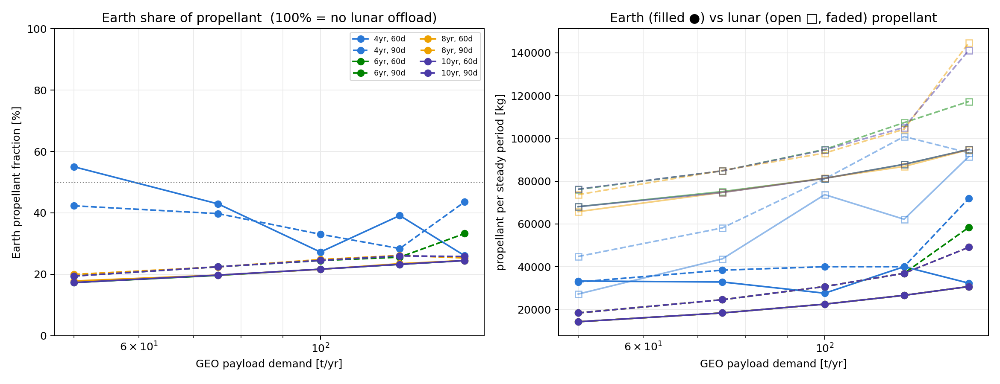 Earth share of propellant  (100% = no lunar offload)
Earth propellant fraction [%]
100
80
60
40
20
0
4yr, 60d
4yr, 90d
6yr, 60d
6yr, 90d
8yr, 60d
8yr, 90d
10yr, 60d
10yr, 90d
6 × 10¹
10²
GEO payload demand [t/yr]
Earth (filled ●) vs lunar (open □, faded) propellant
propellant per steady period [kg]
140000
120000
100000
80000
60000
40000
20000
6 × 10¹
10²
GEO payload demand [t/yr]